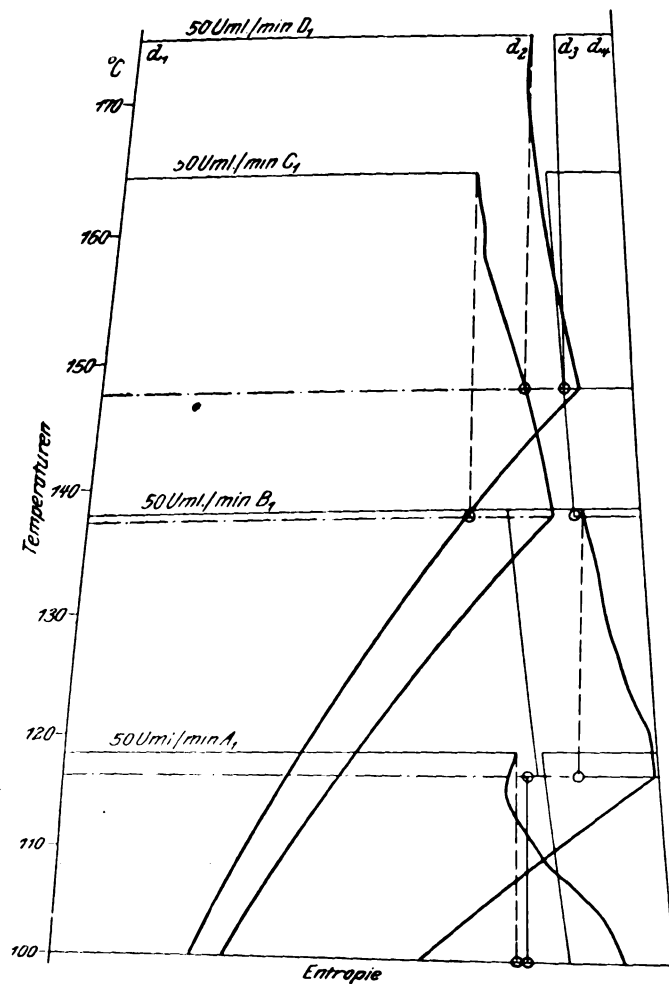 50 Uml/min D₁
d₁ d₂ d₃ d₄
°C
170
50 Uml./min C₁
160
150
140
50 Uml./min B₁
Temperaturen
130
120
50 Uml/min A₁
110
100
Entropie